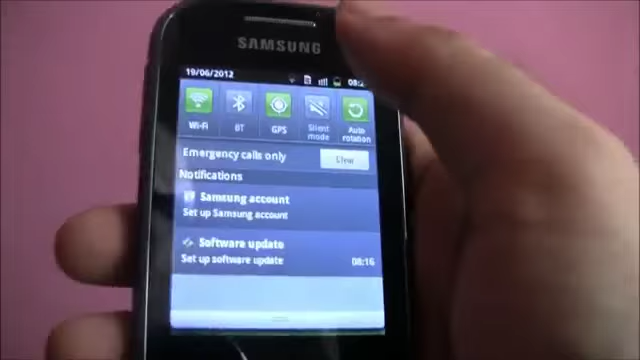 SAMSUNG
19/06/2012
Wi-Fi BT GPS Silent mode Auto rotation
Emergency calls only Clear
Notifications
Samsung account
Set up Samsung account
Software update
Set up software update 08:16